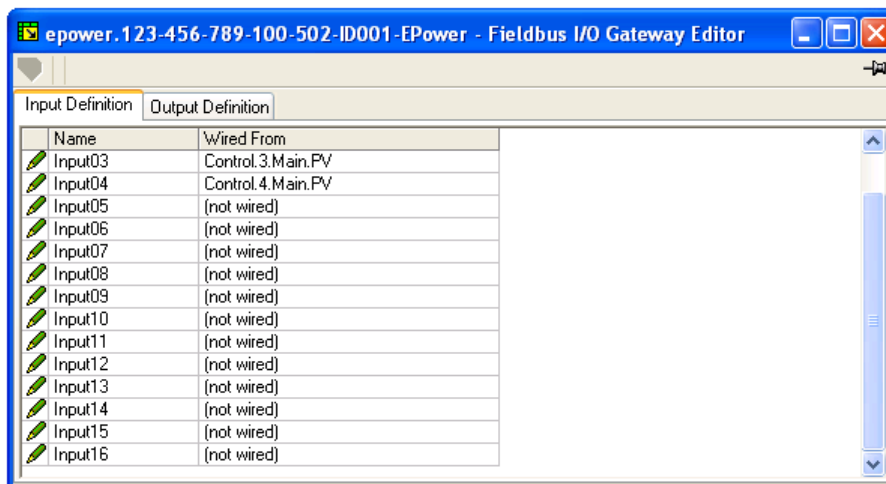 epower.123-456-789-100-502-ID001-EPower - Fieldbus I/O Gateway Editor
Input Definition Output Definition
Name Wired From
Input03 Control.3.Main.PV
Input04 Control.4.Main.PV
Input05 (not wired)
Input06 (not wired)
Input07 (not wired)
Input08 (not wired)
Input09 (not wired)
Input10 (not wired)
Input11 (not wired)
Input12 (not wired)
Input13 (not wired)
Input14 (not wired)
Input15 (not wired)
Input16 (not wired)